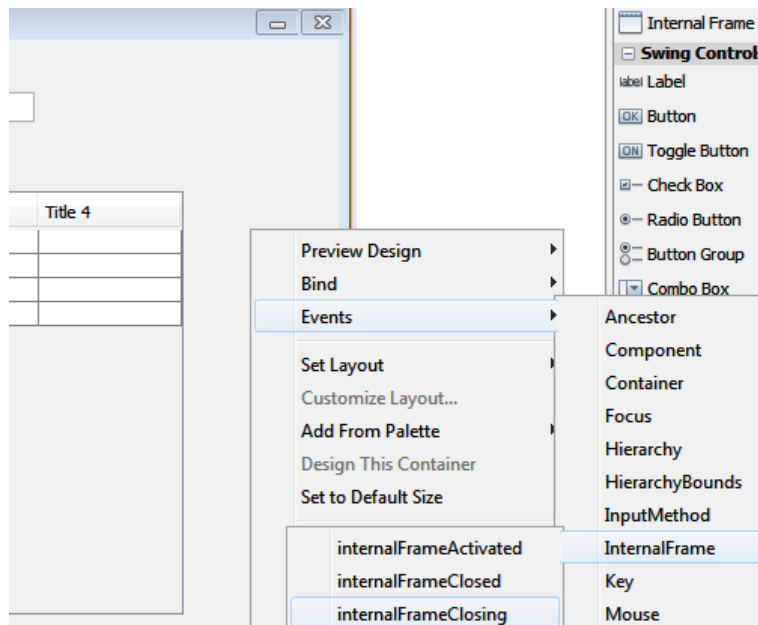 Title 4
Preview Design
Bind
Events
Set Layout
Customize Layout...
Add From Palette
Design This Container
Set to Default Size
internalFrameActivated
internalFrameClosed
internalFrameClosing
Ancestor
Component
Container
Focus
Hierarchy
HierarchyBounds
InputMethod
InternalFrame
Key
Mouse
Internal Frame
Swing Control
label Label
OK Button
ON Toggle Button
Check Box
Radio Button
Button Group
Combo Box